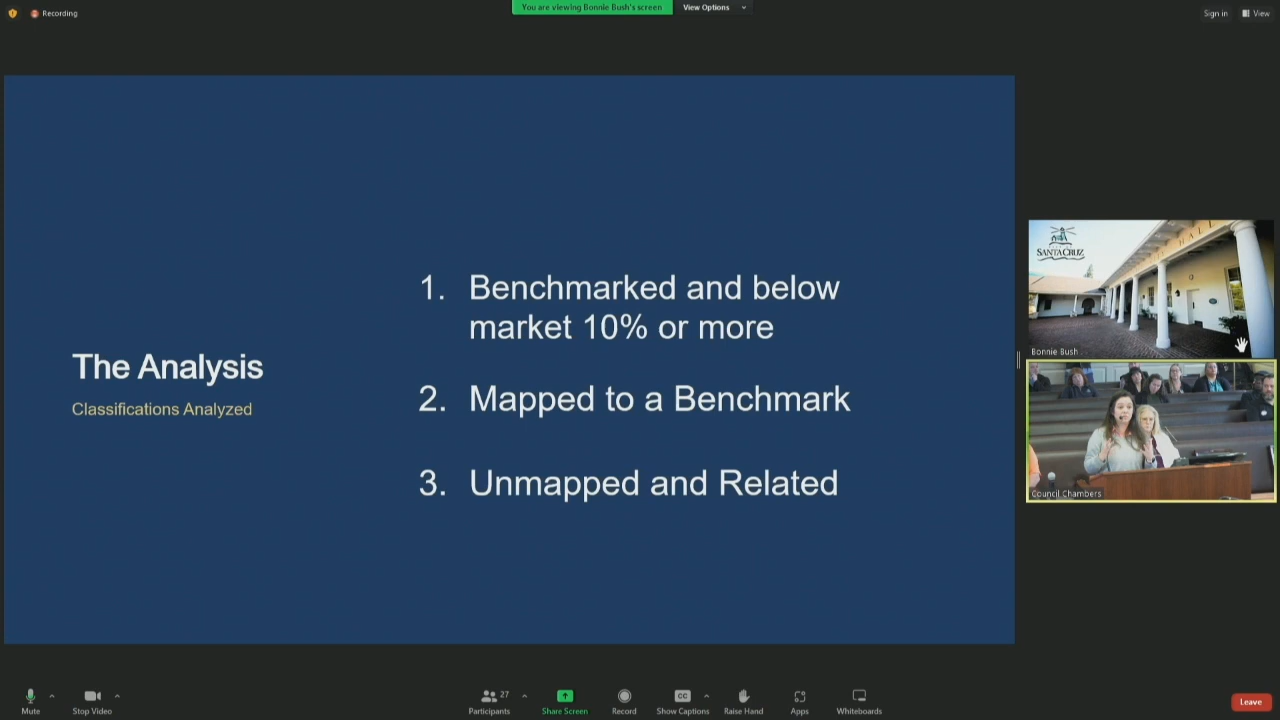 Recording
You are viewing Bonnie Bush's screen
View Options
Sign in
View
The Analysis
Classifications Analyzed
1. Benchmarked and below
market 10% or more
2. Mapped to a Benchmark
3. Unmapped and Related
SANTA CRUZ
HALL
Bonnie Bush
Council Chambers
Mute
Stop Video
27
Participants
Share Screen
Record
CC
Show Captions
Raise Hand
Apps
Whiteboards
Leave